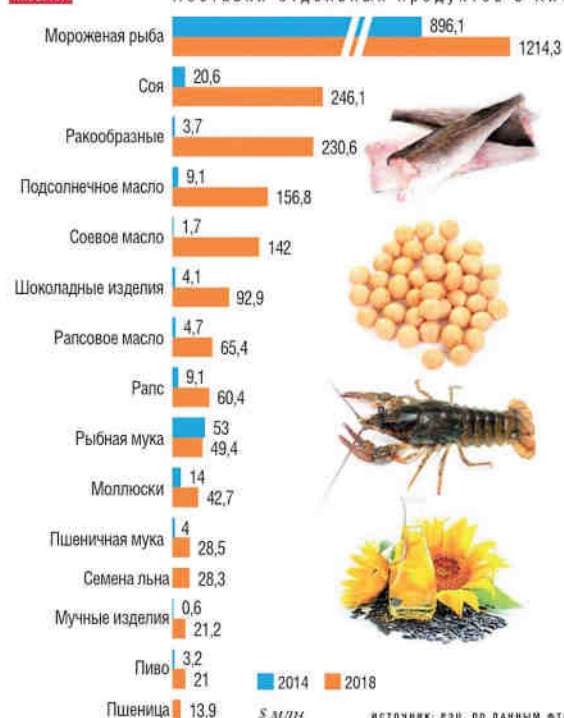 Мороженая рыба 896,1
1214,3
Соя 20,6
246,1
Ракообразные 3,7
230,6
Подсолнечное масло 9,1
156,8
Соевое масло 1,7
142
Шоколадные изделия 4,1
92,9
Рапсовое масло 4,7
65,4
Рапс 9,1
60,4
Рыбная мука 53
49,4
Моллюски 14
42,7
Пшеничная мука 4
28,5
Семена льна 28,3
Мучные изделия 0,6
21,2
Пиво 3,2
21
2014 2018
Пшеница 13,9
$ млн
ИСТОЧНИК: РЭЦ, ПО ДАННЫМ